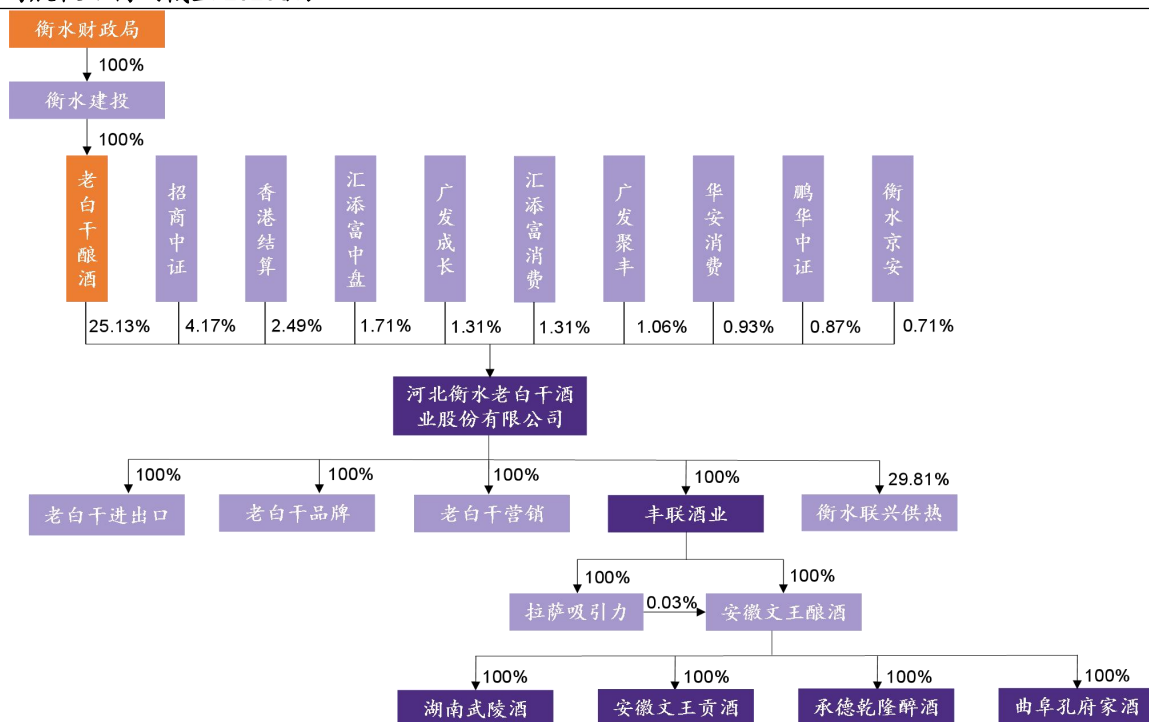 衡水财政局
100%
衡水建投
100%
老白干酿酒
招商中证
香港结算
汇添富中盘
广发成长
汇添富消费
广发聚丰
华安消费
鹏华中证
衡水京安
25.13%
4.17%
2.49%
1.71%
1.31%
1.31%
1.06%
0.93%
0.87%
0.71%
河北衡水老白干酒
业股份有限公司
100%
100%
100%
100%
29.81%
老白干进出口
老白干品牌
老白干营销
丰联酒业
衡水联兴供热
100%
100%
拉萨吸引力
0.03%
安徽文王酿酒
100%
100%
100%
100%
湖南武陵酒
安徽文王贡酒
承德乾隆醉酒
曲阜孔府家酒